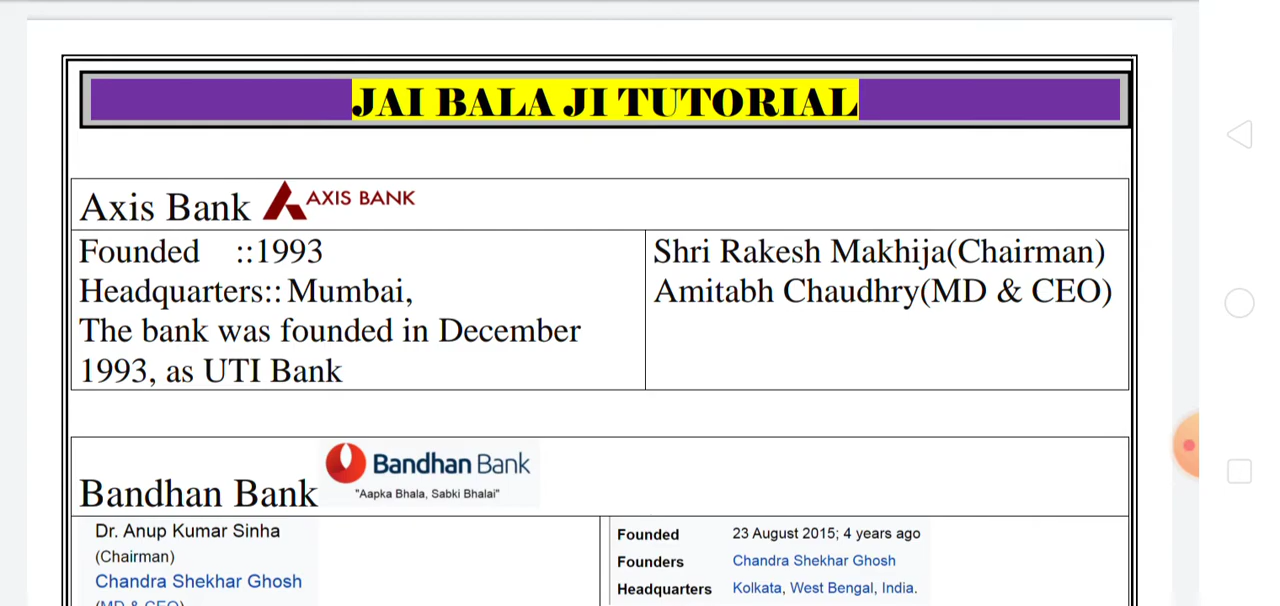 JAI BALA JI TUTORIAL
Axis Bank AXIS BANK
Founded ::1993
Headquarters:: Mumbai,
The bank was founded in December
1993, as UTI Bank
Shri Rakesh Makhija(Chairman)
Amitabh Chaudhry(MD & CEO)
Bandhan Bank
"Aapka Bhala, Sabki Bhalai"
Bandhan Bank
Dr. Anup Kumar Sinha
(Chairman)
Chandra Shekhar Ghosh
(MD & CEO)
Founded 23 August 2015; 4 years ago
Founders Chandra Shekhar Ghosh
Headquarters Kolkata, West Bengal, India.